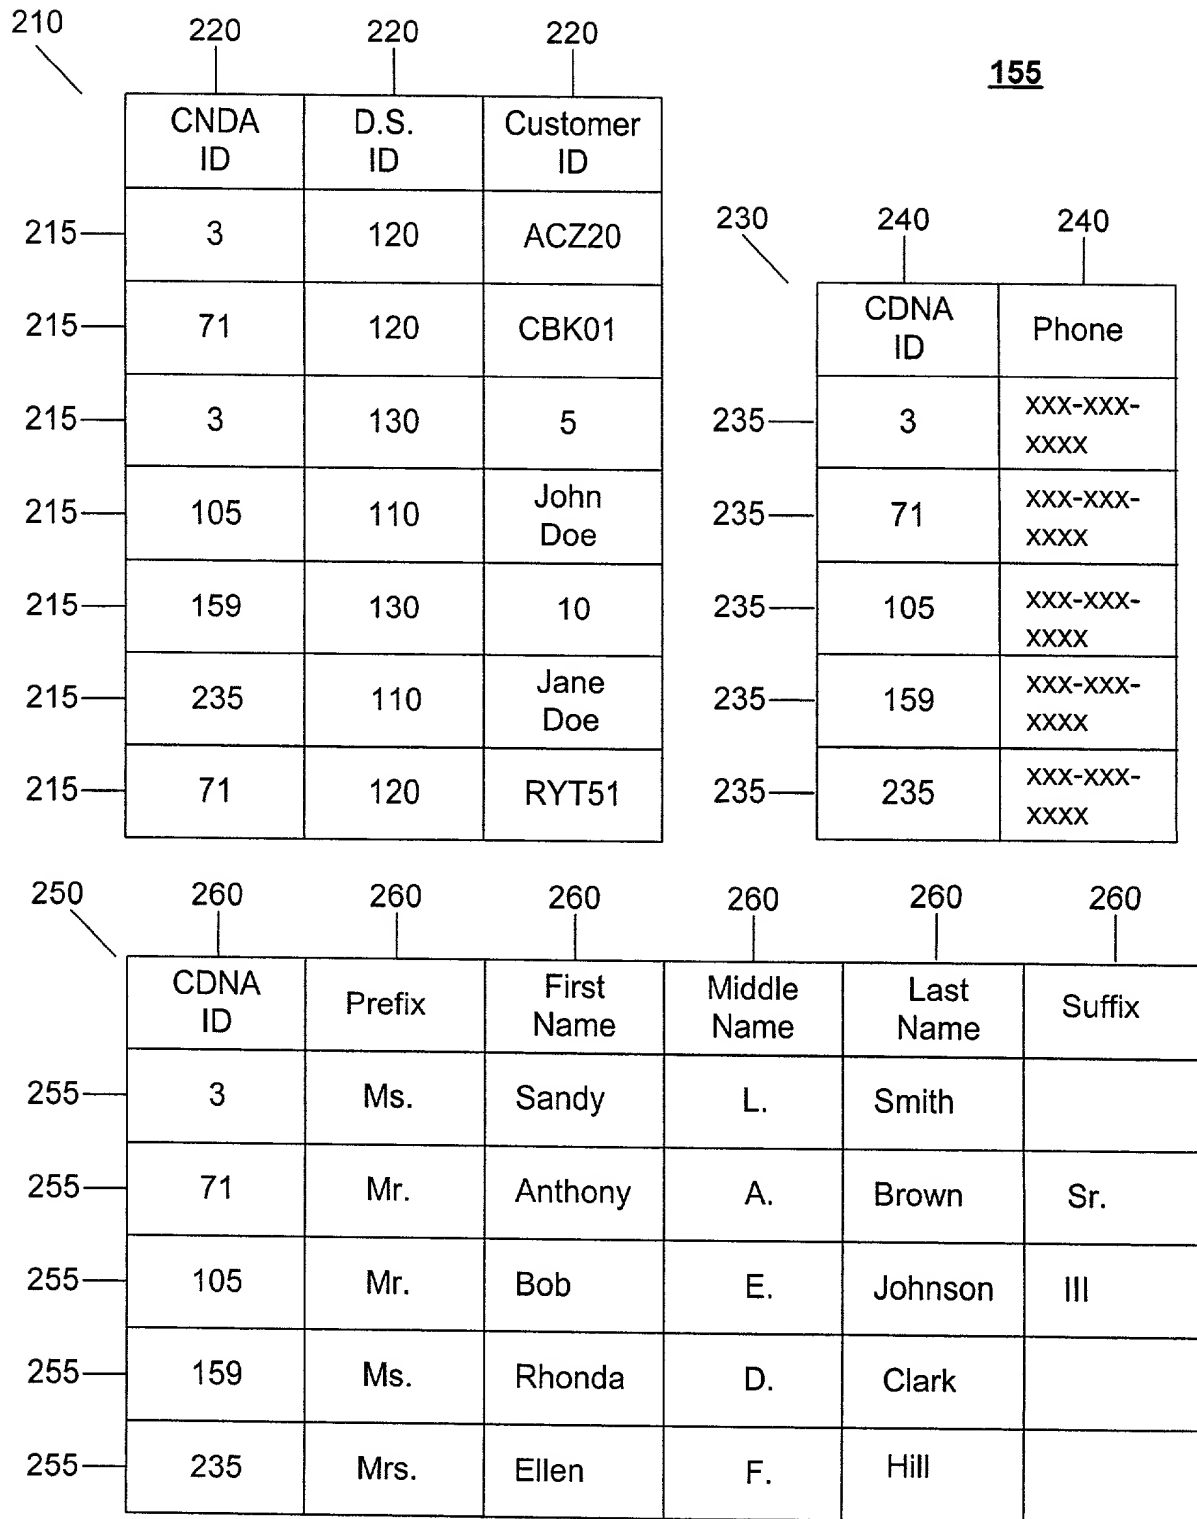 210 220 220 220
155
CNDA ID D.S. ID Customer ID
215 3 120 ACZ20
215 71 120 CBK01
215 3 130 5
215 105 110 John Doe
215 159 130 10
215 235 110 Jane Doe
215 71 120 RYT51
230 240 240
CDNA ID Phone
235 3 xxx-xxx-xxxx
235 71 xxx-xxx-xxxx
235 105 xxx-xxx-xxxx
235 159 xxx-xxx-xxxx
235 235 xxx-xxx-xxxx
250 260 260 260 260 260 260
CDNA ID Prefix First Name Middle Name Last Name Suffix
255 3 Ms. Sandy L. Smith
255 71 Mr. Anthony A. Brown Sr.
255 105 Mr. Bob E. Johnson III
255 159 Ms. Rhonda D. Clark
255 235 Mrs. Ellen F. Hill